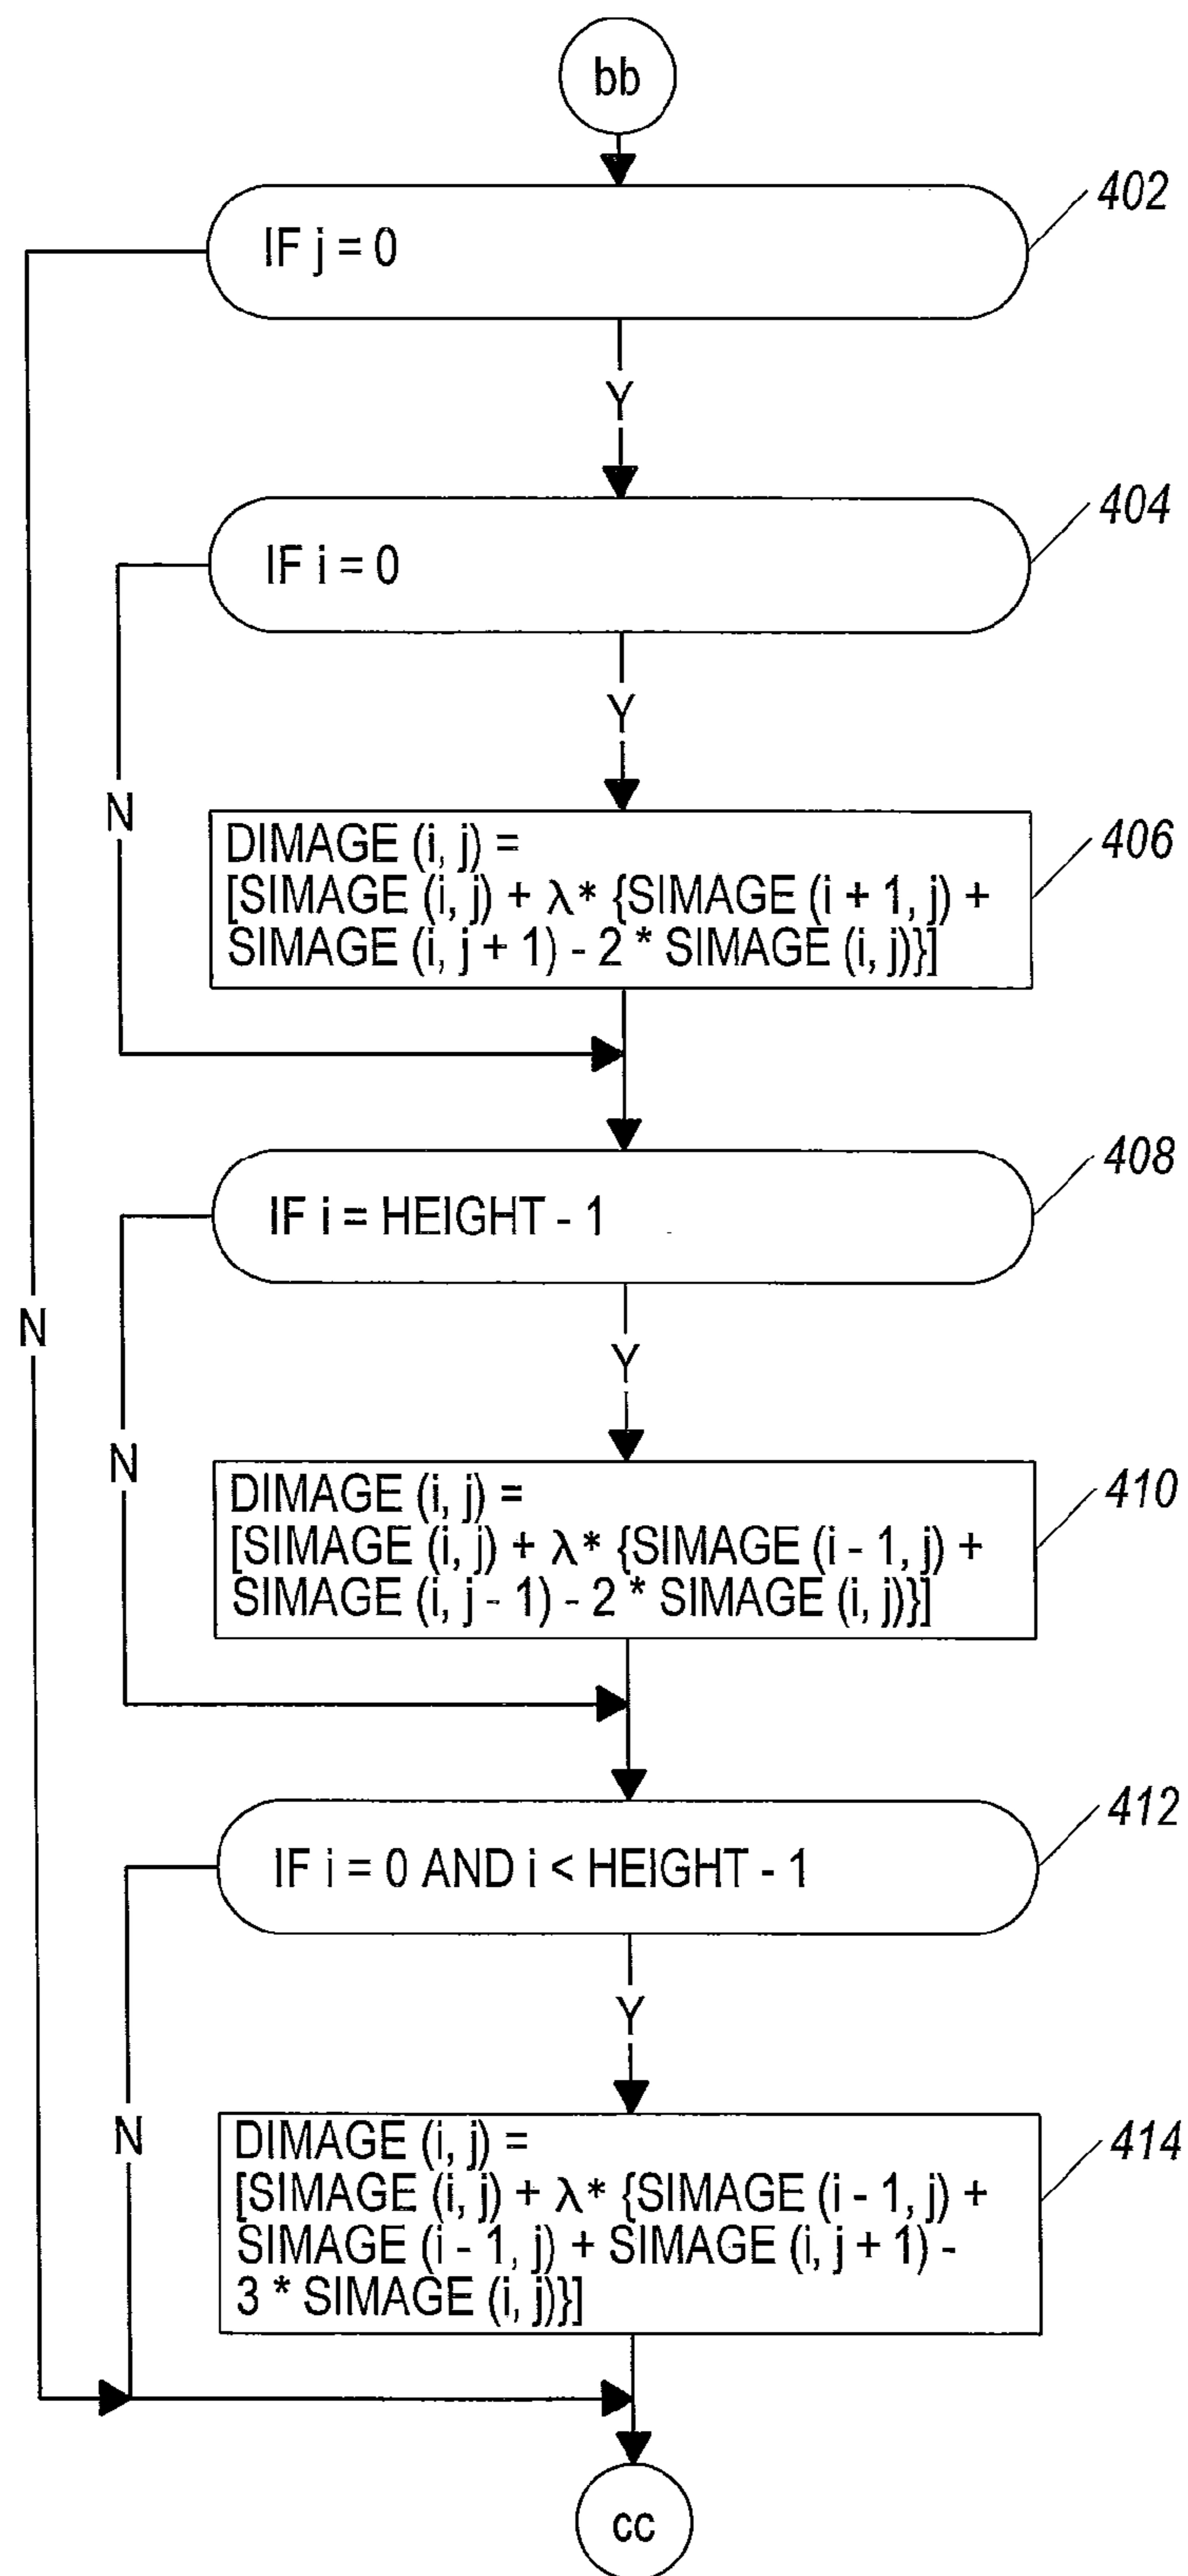 bb
402
IF j = 0
Y
404
IF i = 0
Y
N
406
DIMAGE (i, j) =
[SIMAGE (i, j) + λ* {SIMAGE (i + 1, j) +
SIMAGE (i, j + 1) - 2 * SIMAGE (i, j)}]
408
IF i = HEIGHT - 1
N
Y
N
410
DIMAGE (i, j) =
[SIMAGE (i, j) + λ* {SIMAGE (i - 1, j) +
SIMAGE (i, j - 1) - 2 * SIMAGE (i, j)}]
412
IF i = 0 AND i < HEIGHT - 1
Y
N
414
DIMAGE (i, j) =
[SIMAGE (i, j) + λ* {SIMAGE (i - 1, j) +
SIMAGE (i - 1, j) + SIMAGE (i, j + 1) -
3 * SIMAGE (i, j)}]
cc